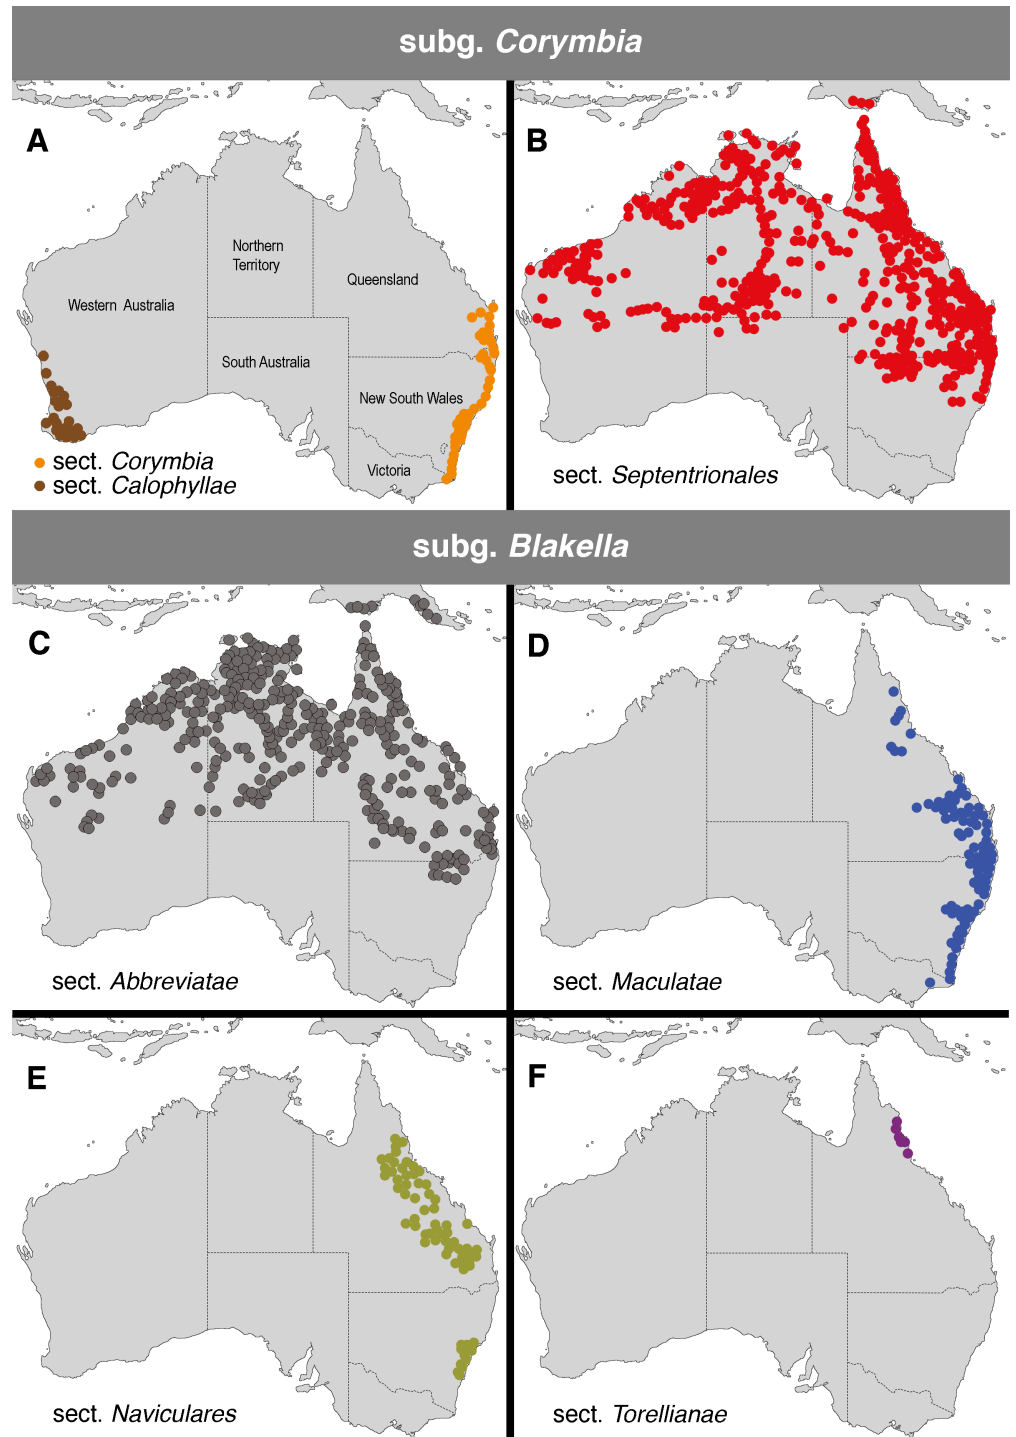 subg. Corymbia
A
Northern
Territory
Queensland
Western Australia
South Australia
New South Wales
Victoria
sect. Corymbia
sect. Calophyllae
B
sect. Septentrionales
subg. Blakella
C
sect. Abbreviatae
D
sect. Maculatae
E
sect. Naviculares
F
sect. Torellianae